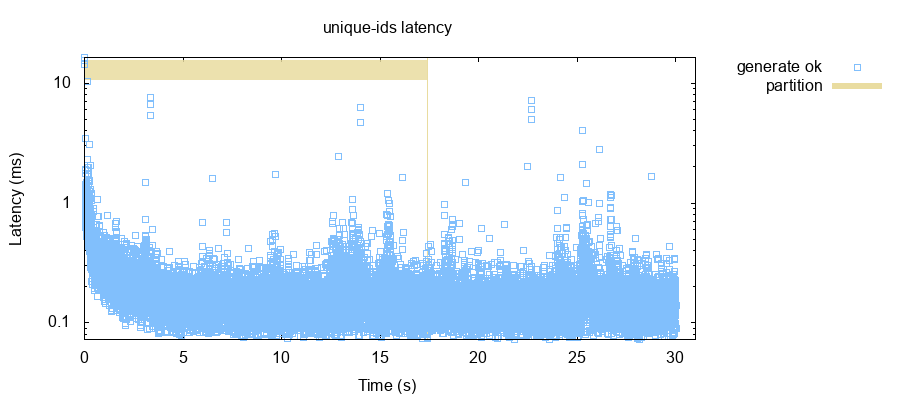 unique-ids latency
generate ok
partition
10
1
0.1
Latency (ms)
0 5 10 15 20 25 30
Time (s)